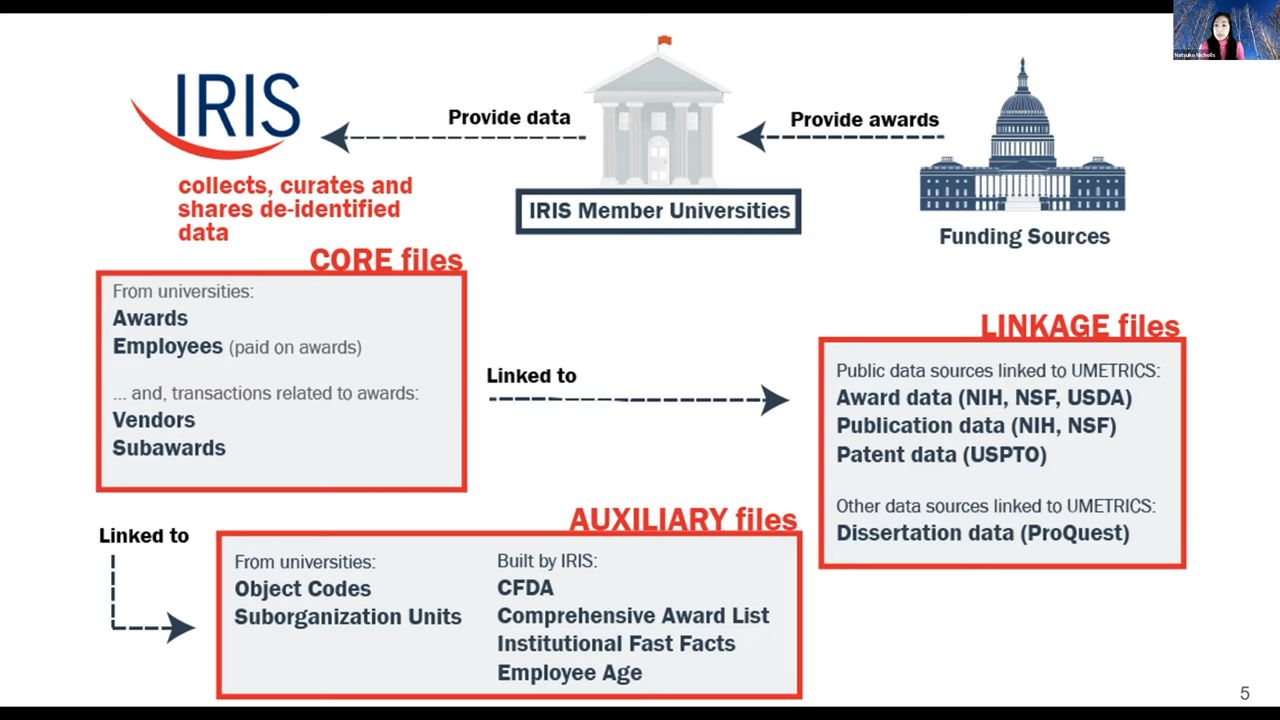 Natsuko Nicholls
IRIS
Provide data
Provide awards
collects, curates and
shares de-identified
data
IRIS Member Universities
Funding Sources
CORE files
From universities:
Awards
Employees (paid on awards)
... and, transactions related to awards:
Vendors
Subawards
Linked to
LINKAGE files
Public data sources linked to UMETRICS:
Award data (NIH, NSF, USDA)
Publication data (NIH, NSF)
Patent data (USPTO)
Other data sources linked to UMETRICS:
Dissertation data (ProQuest)
Linked to
AUXILIARY files
From universities:
Object Codes
Suborganization Units
Built by IRIS:
CFDA
Comprehensive Award List
Institutional Fast Facts
Employee Age
5